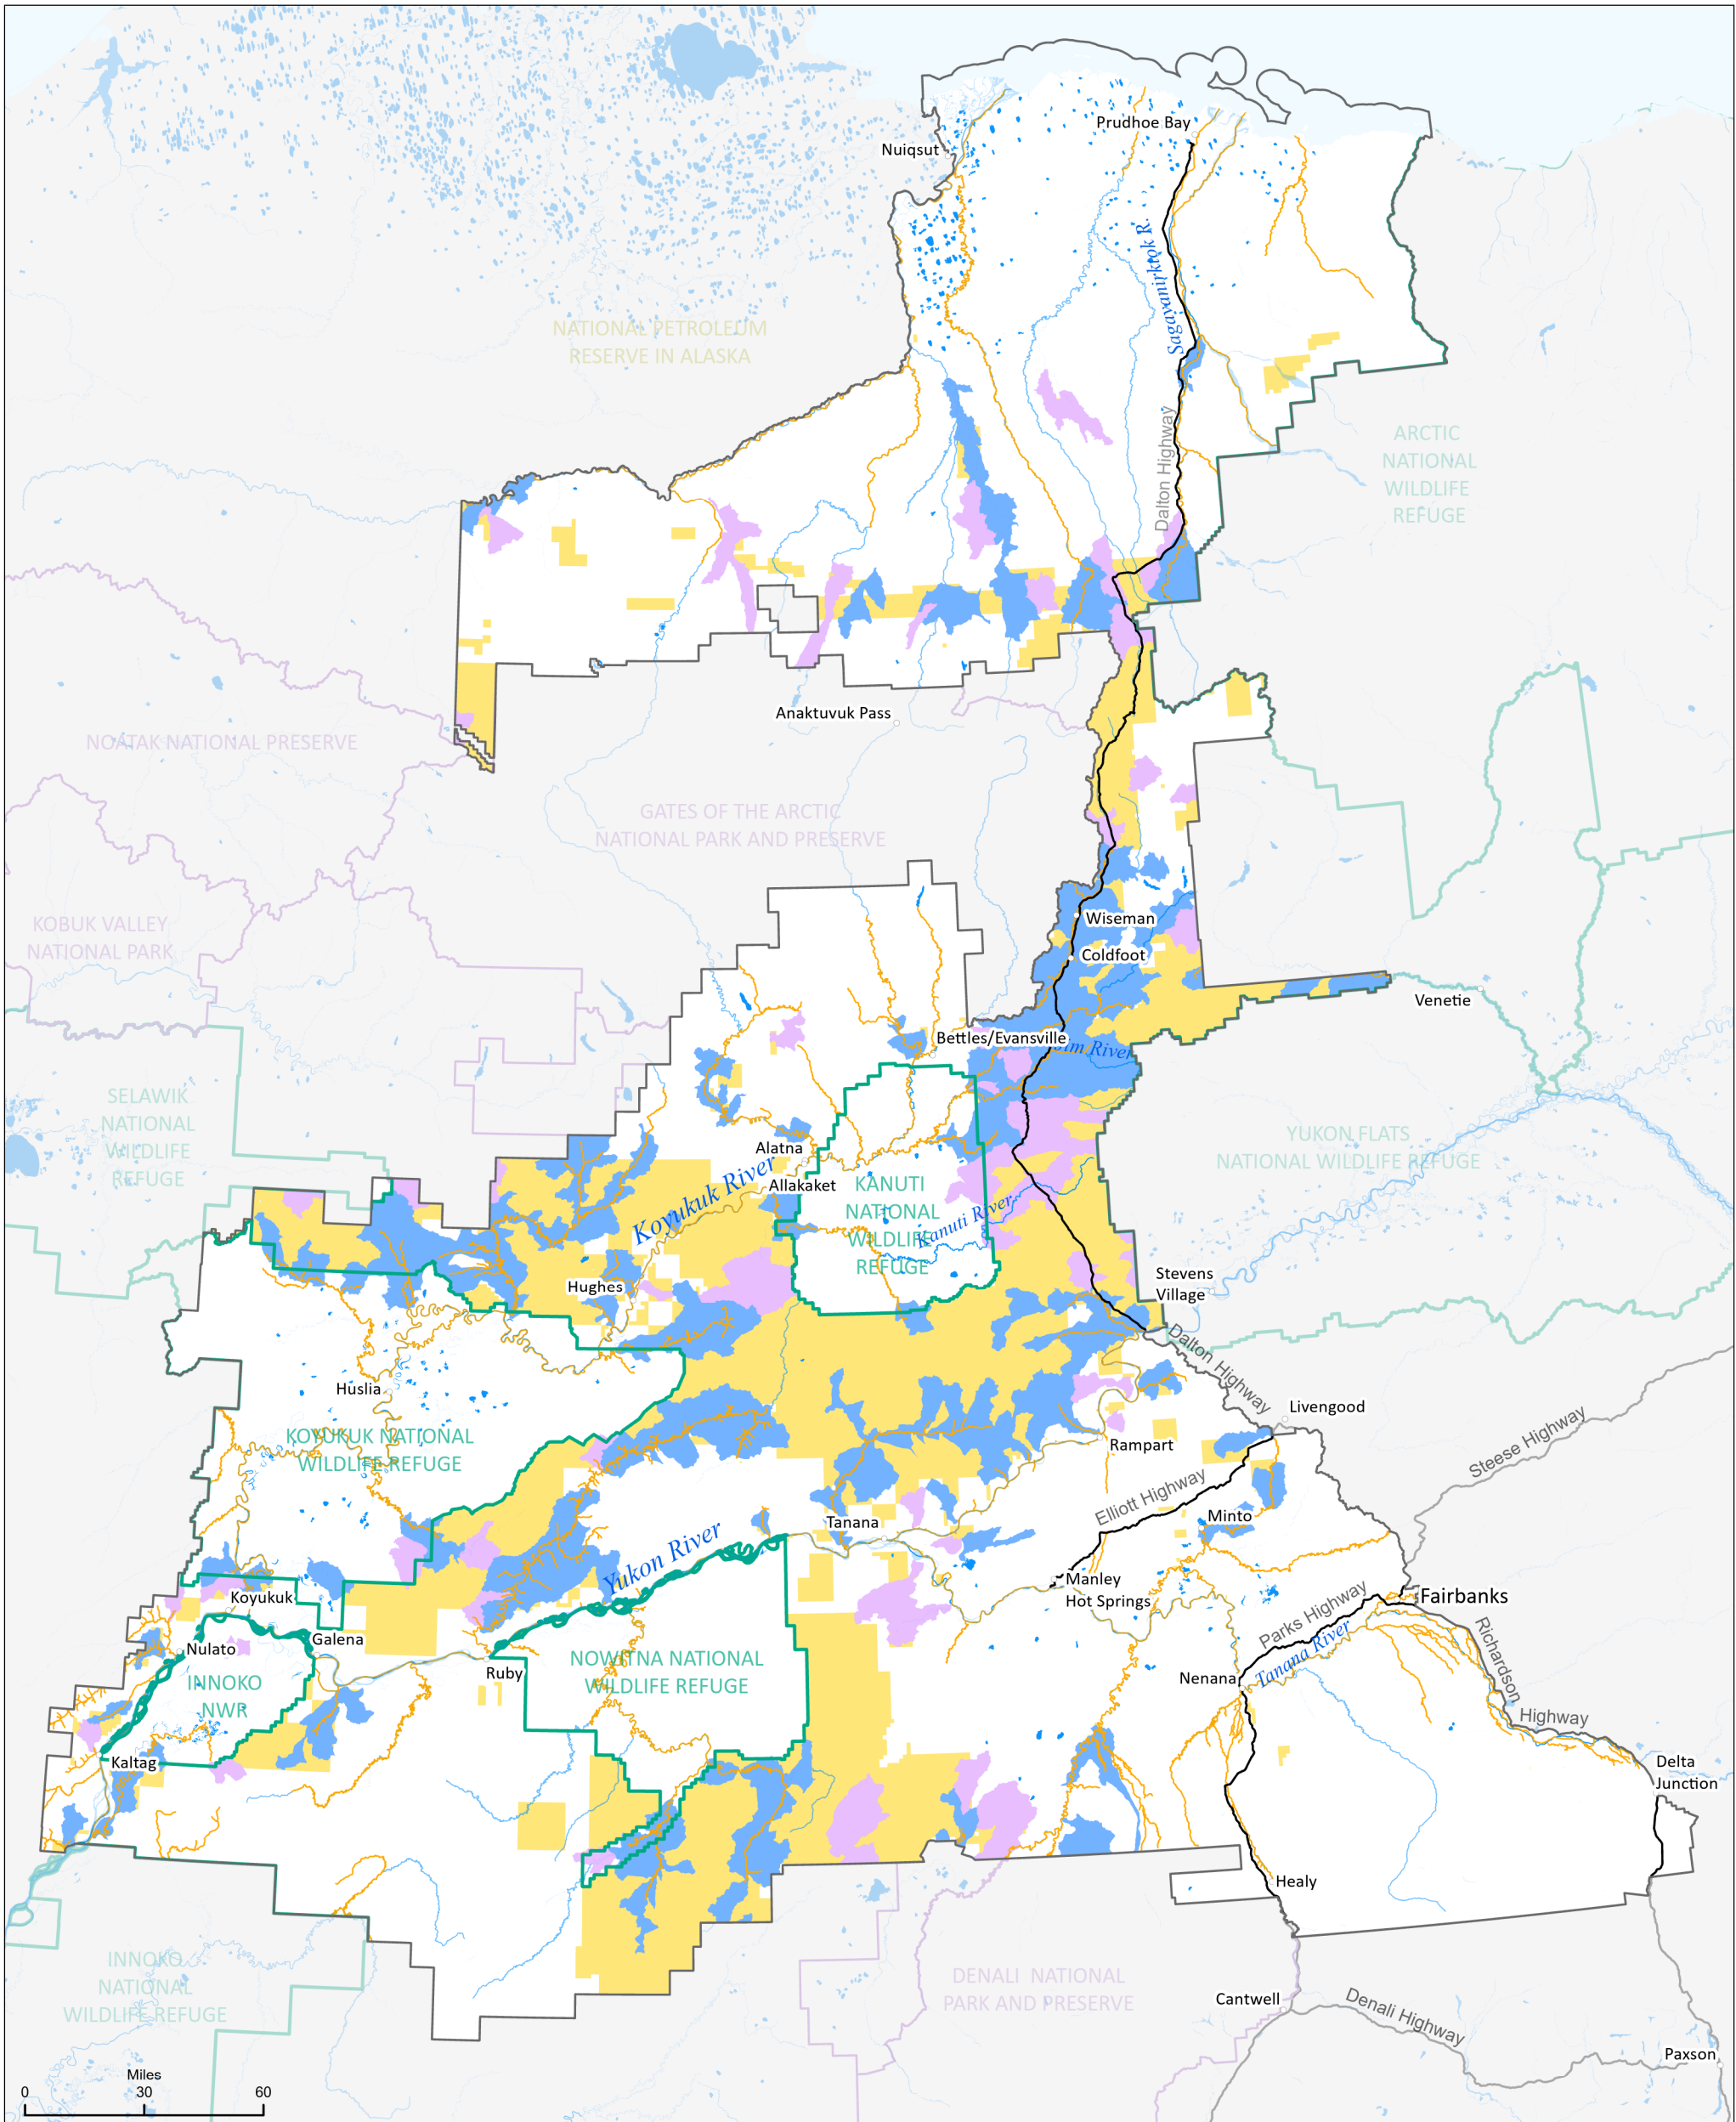 Prudhoe Bay
Nuiqsut
Sagavanirktok R.
NATIONAL PETROLEUM
RESERVE IN ALASKA
Dalton Highway
ARCTIC
NATIONAL
WILDLIFE
REFUGE
Anaktuvuk Pass
NOATAK NATIONAL PRESERVE
GATES OF THE ARCTIC
NATIONAL PARK AND PRESERVE
KOBUK VALLEY
NATIONAL PARK
Wiseman
Coldfoot
Venetie
Bettles/Evansville
Jim River
SELAWIK
NATIONAL
WILDLIFE
REFUGE
YUKON FLATS
NATIONAL WILDLIFE REFUGE
Alatna
Koyukuk River
Allakaket
KANUTI
NATIONAL
WILDLIFE
REFUGE
Kanuti River
Hughes
Stevens
Village
Dalton Highway
Huslia
Livengood
KOYUKUK NATIONAL
WILDLIFE REFUGE
Rampart
Steese Highway
Elliott Highway
Minto
Tanana
Yukon River
Manley
Hot Springs
Koyukuk
Parks Highway
Fairbanks
Galena
Nulato
Ruby
NOWITNA NATIONAL
WILDLIFE REFUGE
INNOKO
NWR
Nenana
Tanana River
Richardson
Highway
Kaltag
Delta
Junction
Healy
INNOKO
NATIONAL
WILDLIFE REFUGE
DENALI NATIONAL
PARK AND PRESERVE
Cantwell
Denali Highway
Paxson
Miles
0 30 60